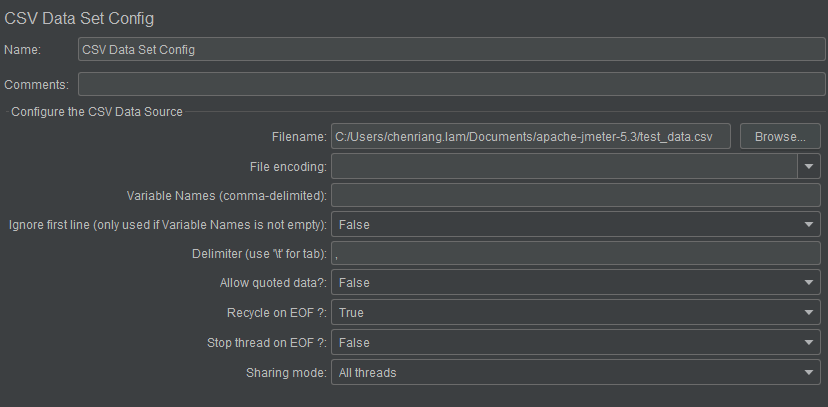 CSV Data Set Config
Name: CSV Data Set Config
Comments:
Configure the CSV Data Source
Filename: C:/Users/chenriang.lam/Documents/apache-jmeter-5.3/test_data.csv Browse...
File encoding:
Variable Names (comma-delimited):
Ignore first line (only used if Variable Names is not empty): False
Delimiter (use '\t' for tab): ,
Allow quoted data?: False
Recycle on EOF ?: True
Stop thread on EOF ?: False
Sharing mode: All threads